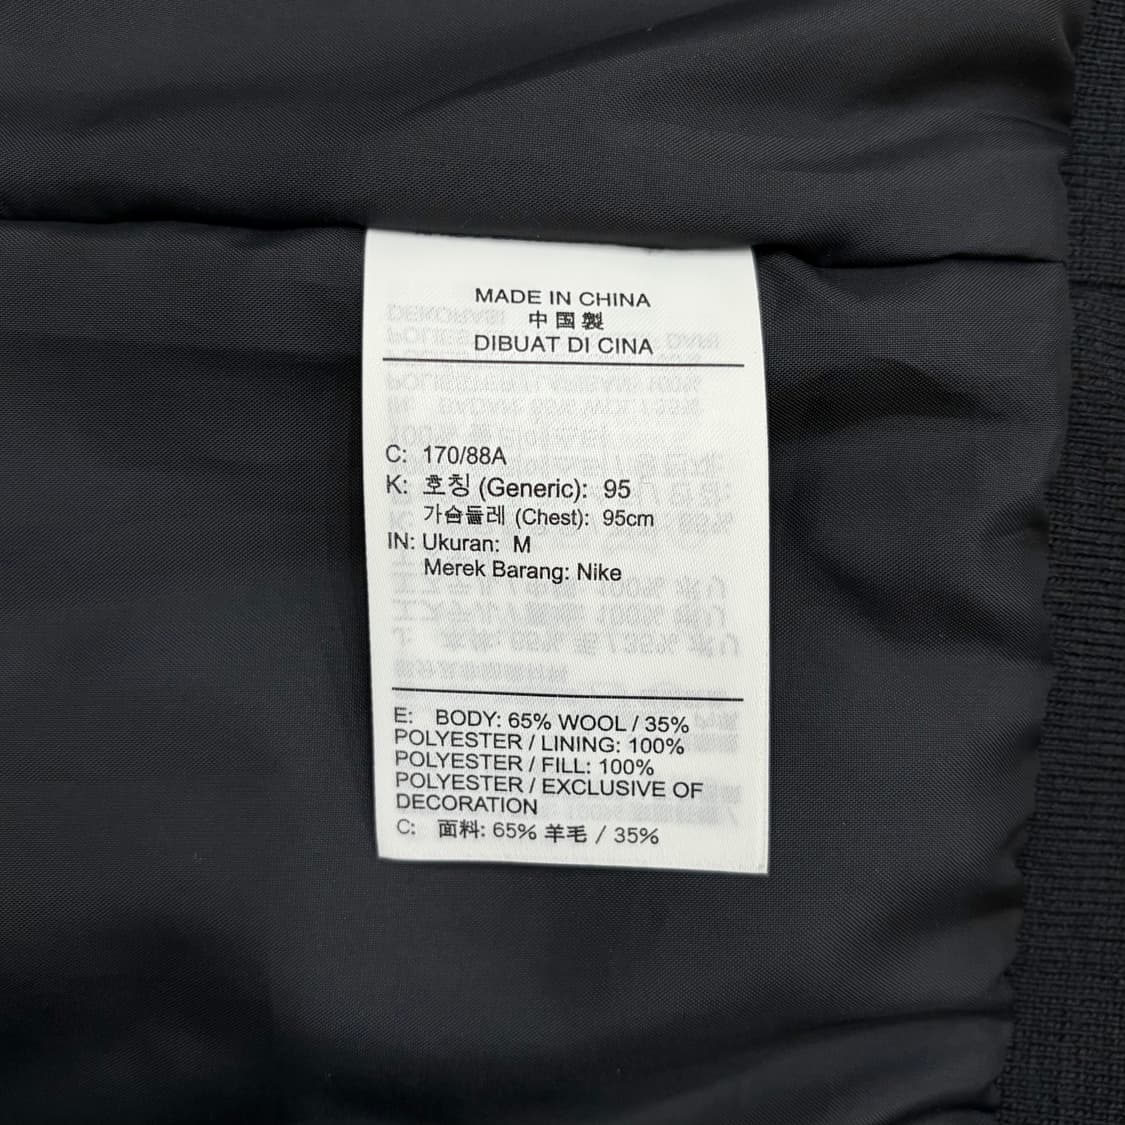 MADE IN CHINA
中国製
DIBUAT DI CINA
C: 170/88A
K: 호칭 (Generic): 95
가슴둘레 (Chest): 95cm
IN: Ukuran: M
Merek Barang: Nike
E: BODY: 65% WOOL / 35%
POLYESTER / LINING: 100%
POLYESTER / FILL: 100%
POLYESTER / EXCLUSIVE OF
DECORATION
C: 面料: 65% 羊毛 / 35%